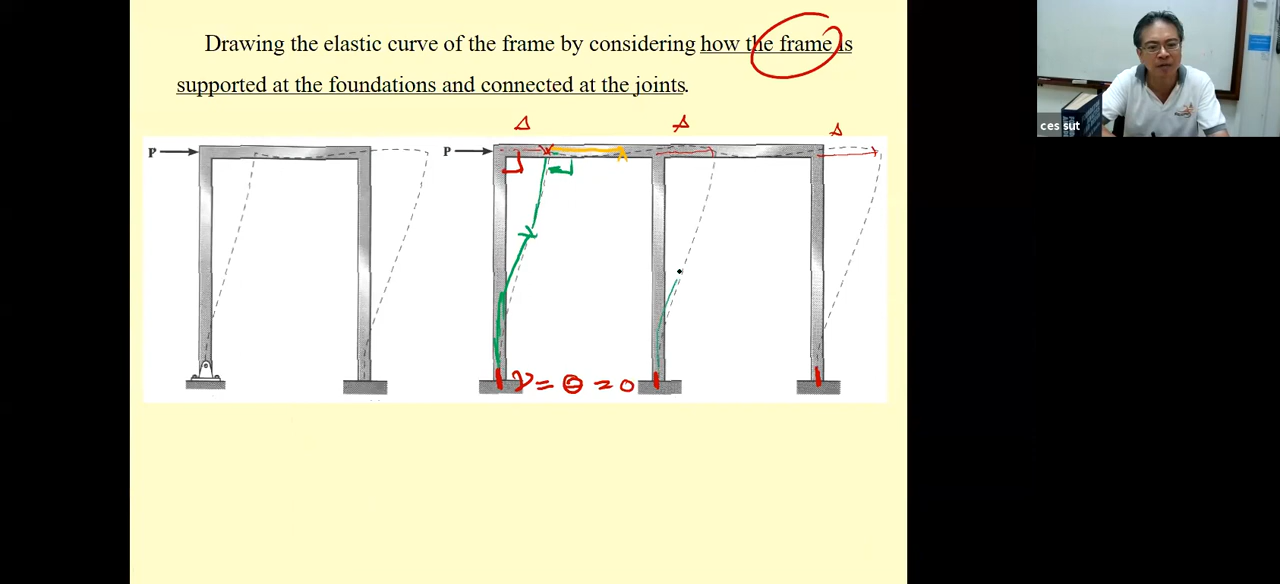 Drawing the elastic curve of the frame by considering how the frame is
supported at the foundations and connected at the joints.
ces sut
Δ Δ Δ
P P
ν = θ = 0